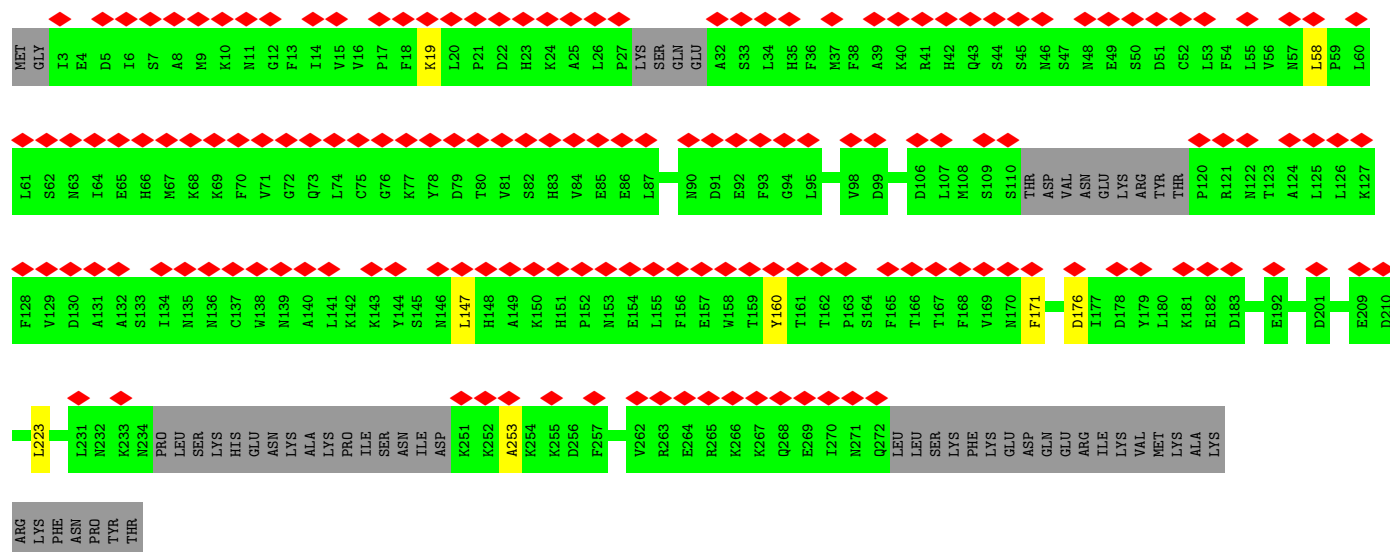 MET GLY I3 E4 D5 I6 S7 A8 M9 K10 N11 G12 F13 I14 V15 V16 P17 F18 K19 L20 P21 D22 H23 K24 A25 L26 P27 LYS SER GLN GLU A32 S33 L34 H35 F36 M37 F38 A39 K40 R41 H42 Q43 S44 S45 N46 S47 N48 E49 S50 D51 C52 L53 F54 L55 V56 N57 L58 P59 L60
L61 S62 N63 I64 E65 H66 M67 K68 K69 F70 V71 G72 Q73 L74 C75 G76 K77 Y78 D79 T80 V81 S82 H83 V84 E85 E86 L87 N90 D91 E92 F93 G94 L95 V98 D99 D106 L107 M108 S109 S110 THR ASP VAL ASN GLU LYS ARG TYR THR P120 R121 N122 T123 A124 L125 L126 K127
F128 V129 D130 A131 A132 S133 I134 N135 N136 C137 W138 N139 A140 L141 K142 K143 Y144 S145 N146 L147 H148 A149 K150 H151 P152 N153 E154 L155 F156 E157 W158 T159 Y160 T161 T162 P163 S164 F165 T166 T167 F168 V169 N170 F171 D176 I177 D178 Y179 L180 K181 E182 D183 E192 D201 E209 D210
L223 L231 N232 K233 N234 PRO LEU SER LYS HIS GLU ASN LYS ALA LYS PRO ILE SER ASN ILE ASP K251 K252 A253 K254 K255 D256 F257 V262 R263 E264 R265 K266 K267 Q268 E269 I270 N271 Q272 LEU LEU SER LYS PHE LYS GLU ASP GLN GLU ARG ILE LYS VAL MET LYS ALA LYS
ARG LYS PHE ASN PRO TYR THR